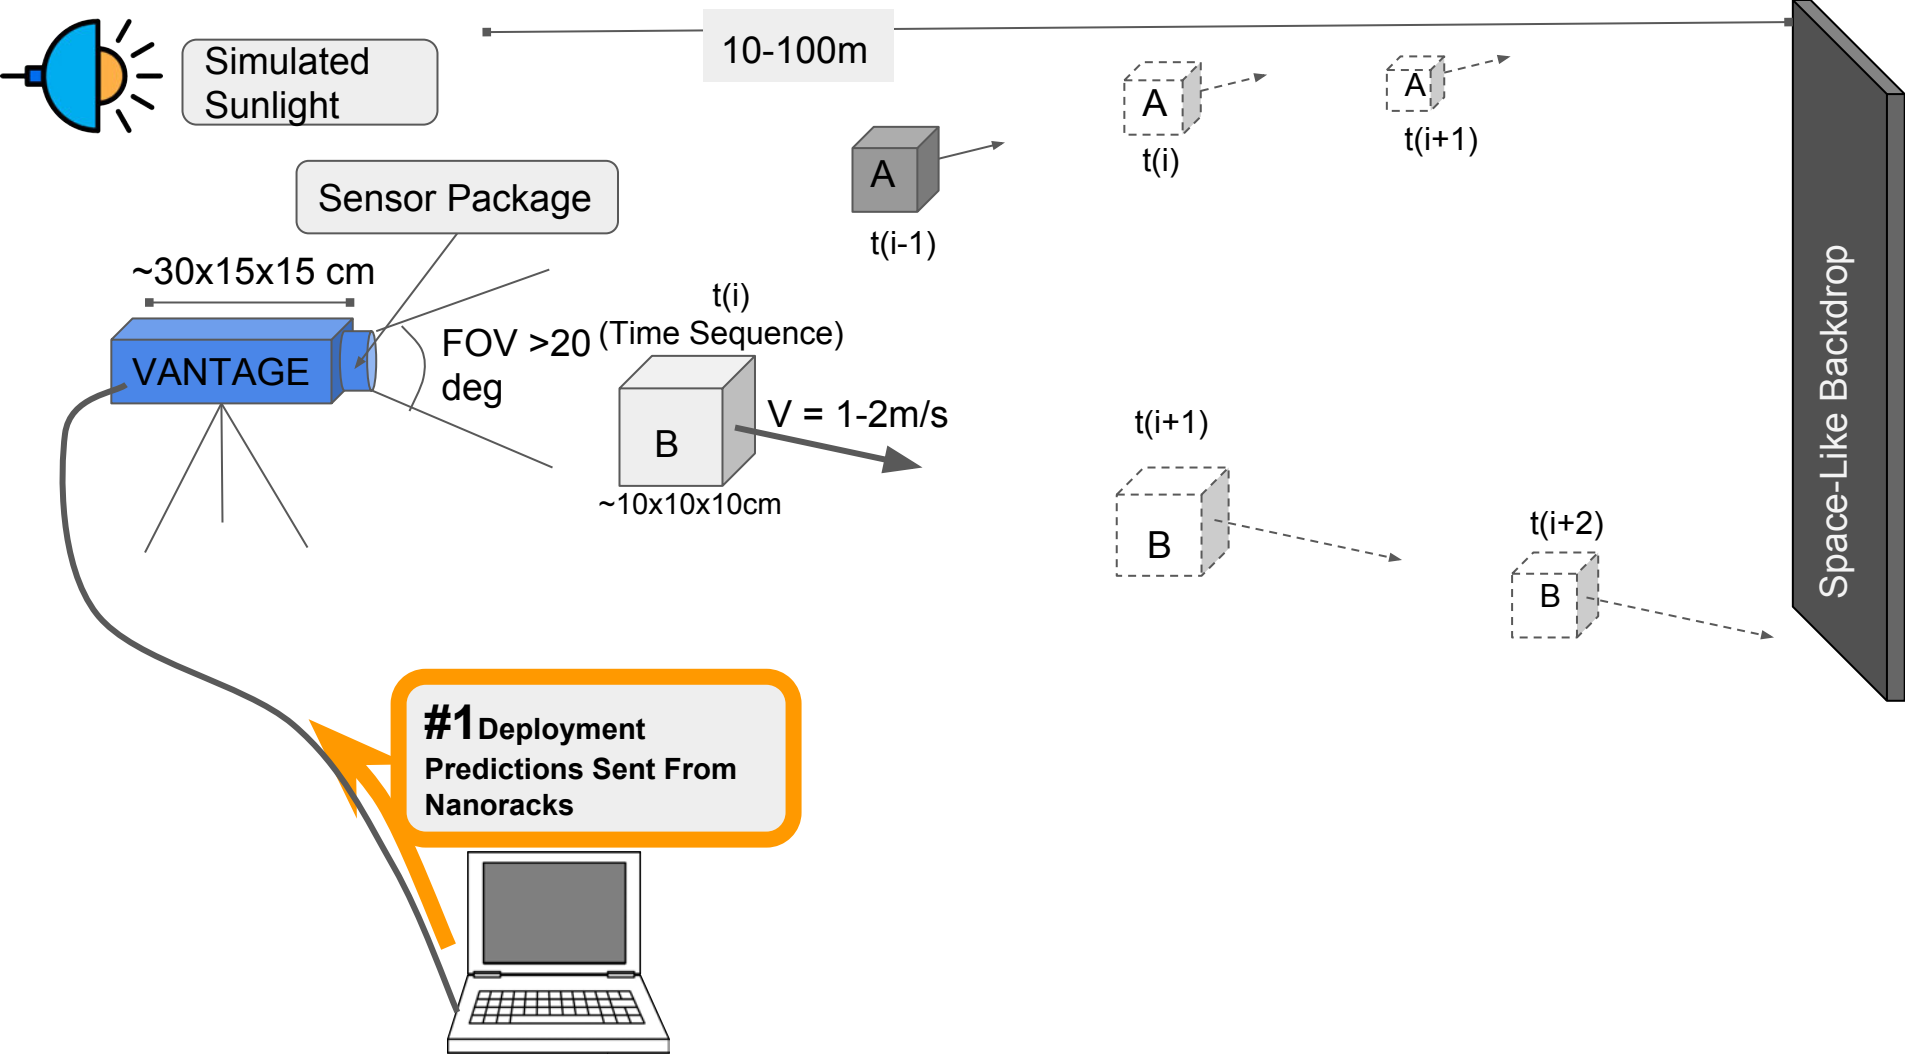 Simulated
Sunlight
10-100m
A
t(i-1)
A
t(i)
A
t(i+1)
Sensor Package
~30x15x15 cm
VANTAGE
FOV >20
deg
t(i)
(Time Sequence)
B
V = 1-2m/s
~10x10x10cm
t(i+1)
B
t(i+2)
B
Space-Like Backdrop
#1 Deployment
Predictions Sent From
Nanoracks